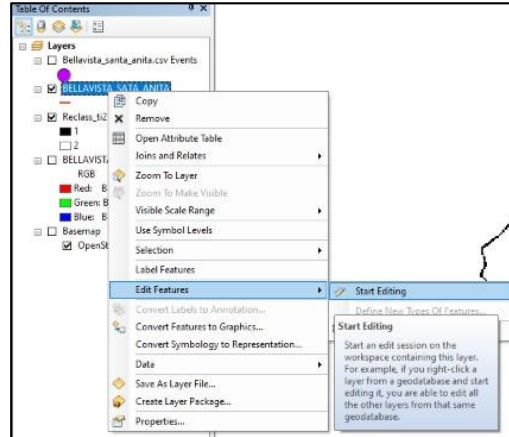 Table Of Contents
Layers
Bellavista_santa_anita.csv Events
BELLAVISTA_SATA_ANITA
Reclass_ti2
1
2
BELLAVIST
RGB
Red: B
Green: B
Blue: B
Basemap
OpenSt
Copy
Remove
Open Attribute Table
Joins and Relates
Zoom To Layer
Zoom To Make Visible
Visible Scale Range
Use Symbol Levels
Selection
Label Features
Edit Features
Convert Labels to Annotation...
Convert Features to Graphics...
Convert Symbology to Representation...
Data
Save As Layer File...
Create Layer Package...
Properties...
Start Editing
Define New Types Of Features...
Start Editing
Start an edit session on the
workspace containing this layer.
For example, if you right-click a
layer from a geodatabase and start
editing it, you are able to edit all
the other layers from that same
geodatabase.